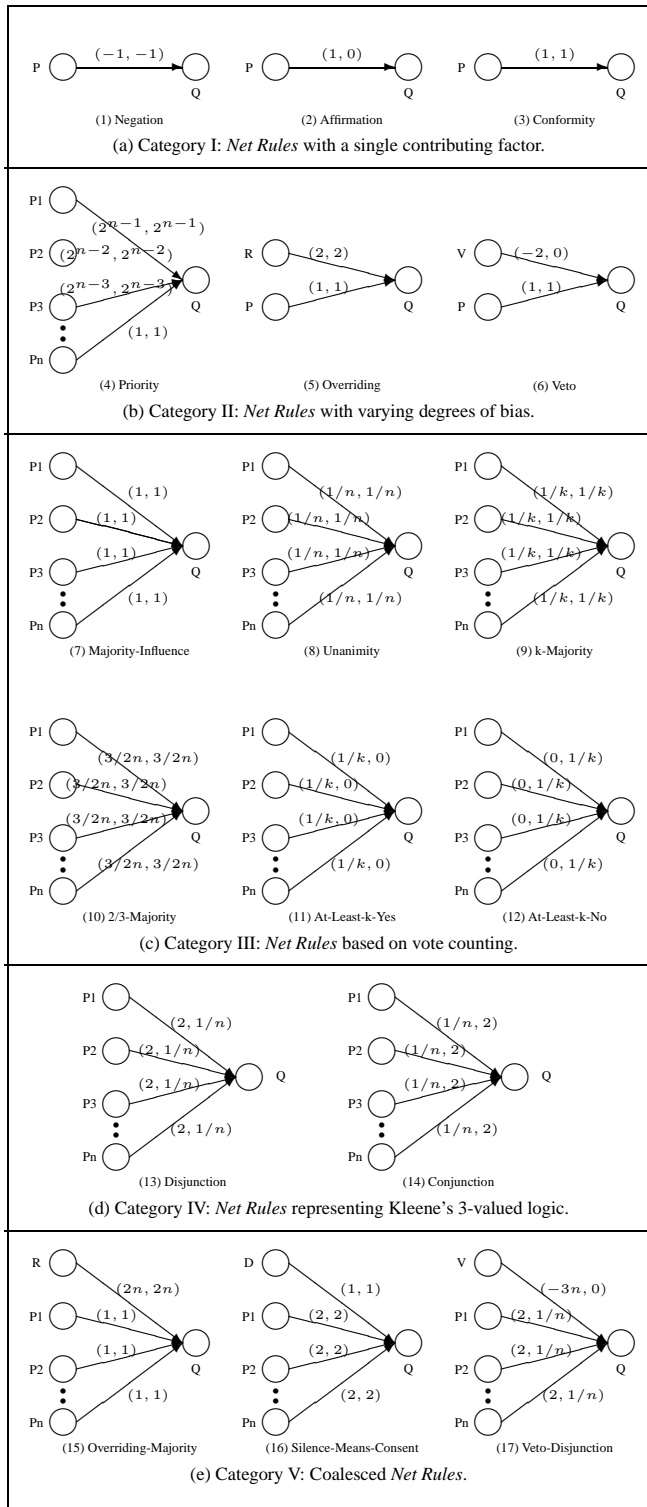 (−1, −1) (1, 0) (1, 1)
P P P
Q Q Q
(1) Negation (2) Affirmation (3) Conformity
(a) Category I: Net Rules with a single contributing factor.
P1
(2^{n−1}, 2^{n−1})
P2 (2^{n−2}, 2^{n−2}) R (2, 2) V (−2, 0)
(2^{n−3}, 2^{n−3})
P3 Q P (1, 1) Q P (1, 1) Q
(1, 1)
Pn
(4) Priority (5) Overriding (6) Veto
(b) Category II: Net Rules with varying degrees of bias.
P1 P1 P1
(1, 1) (1/n, 1/n) (1/k, 1/k)
P2 (1, 1) P2 (1/n, 1/n) P2 (1/k, 1/k)
(1, 1) (1/n, 1/n) (1/k, 1/k)
P3 Q P3 Q P3 Q
(1, 1) (1/n, 1/n) (1/k, 1/k)
Pn Pn Pn
(7) Majority-Influence (8) Unanimity (9) k-Majority
P1 P1 P1
(3/2n, 3/2n) (1/k, 0) (0, 1/k)
P2 (3/2n, 3/2n) P2 (1/k, 0) P2 (0, 1/k)
(3/2n, 3/2n) (1/k, 0) (0, 1/k)
P3 Q P3 Q P3 Q
(3/2n, 3/2n) (1/k, 0) (0, 1/k)
Pn Pn Pn
(10) 2/3-Majority (11) At-Least-k-Yes (12) At-Least-k-No
(c) Category III: Net Rules based on vote counting.
P1 P1
(2, 1/n) (1/n, 2)
P2 (2, 1/n) P2 (1/n, 2)
Q Q
P3 (2, 1/n) P3 (1/n, 2)
(2, 1/n) (1/n, 2)
Pn Pn
(13) Disjunction (14) Conjunction
(d) Category IV: Net Rules representing Kleene's 3-valued logic.
R D V
(2n, 2n) (1, 1) (−3n, 0)
P1 (1, 1) P1 (2, 2) P1 (2, 1/n)
(1, 1) (2, 2) (2, 1/n)
P2 Q P2 Q P2 Q
(1, 1) (2, 2) (2, 1/n)
Pn Pn Pn
(15) Overriding-Majority (16) Silence-Means-Consent (17) Veto-Disjunction
(e) Category V: Coalesced Net Rules.